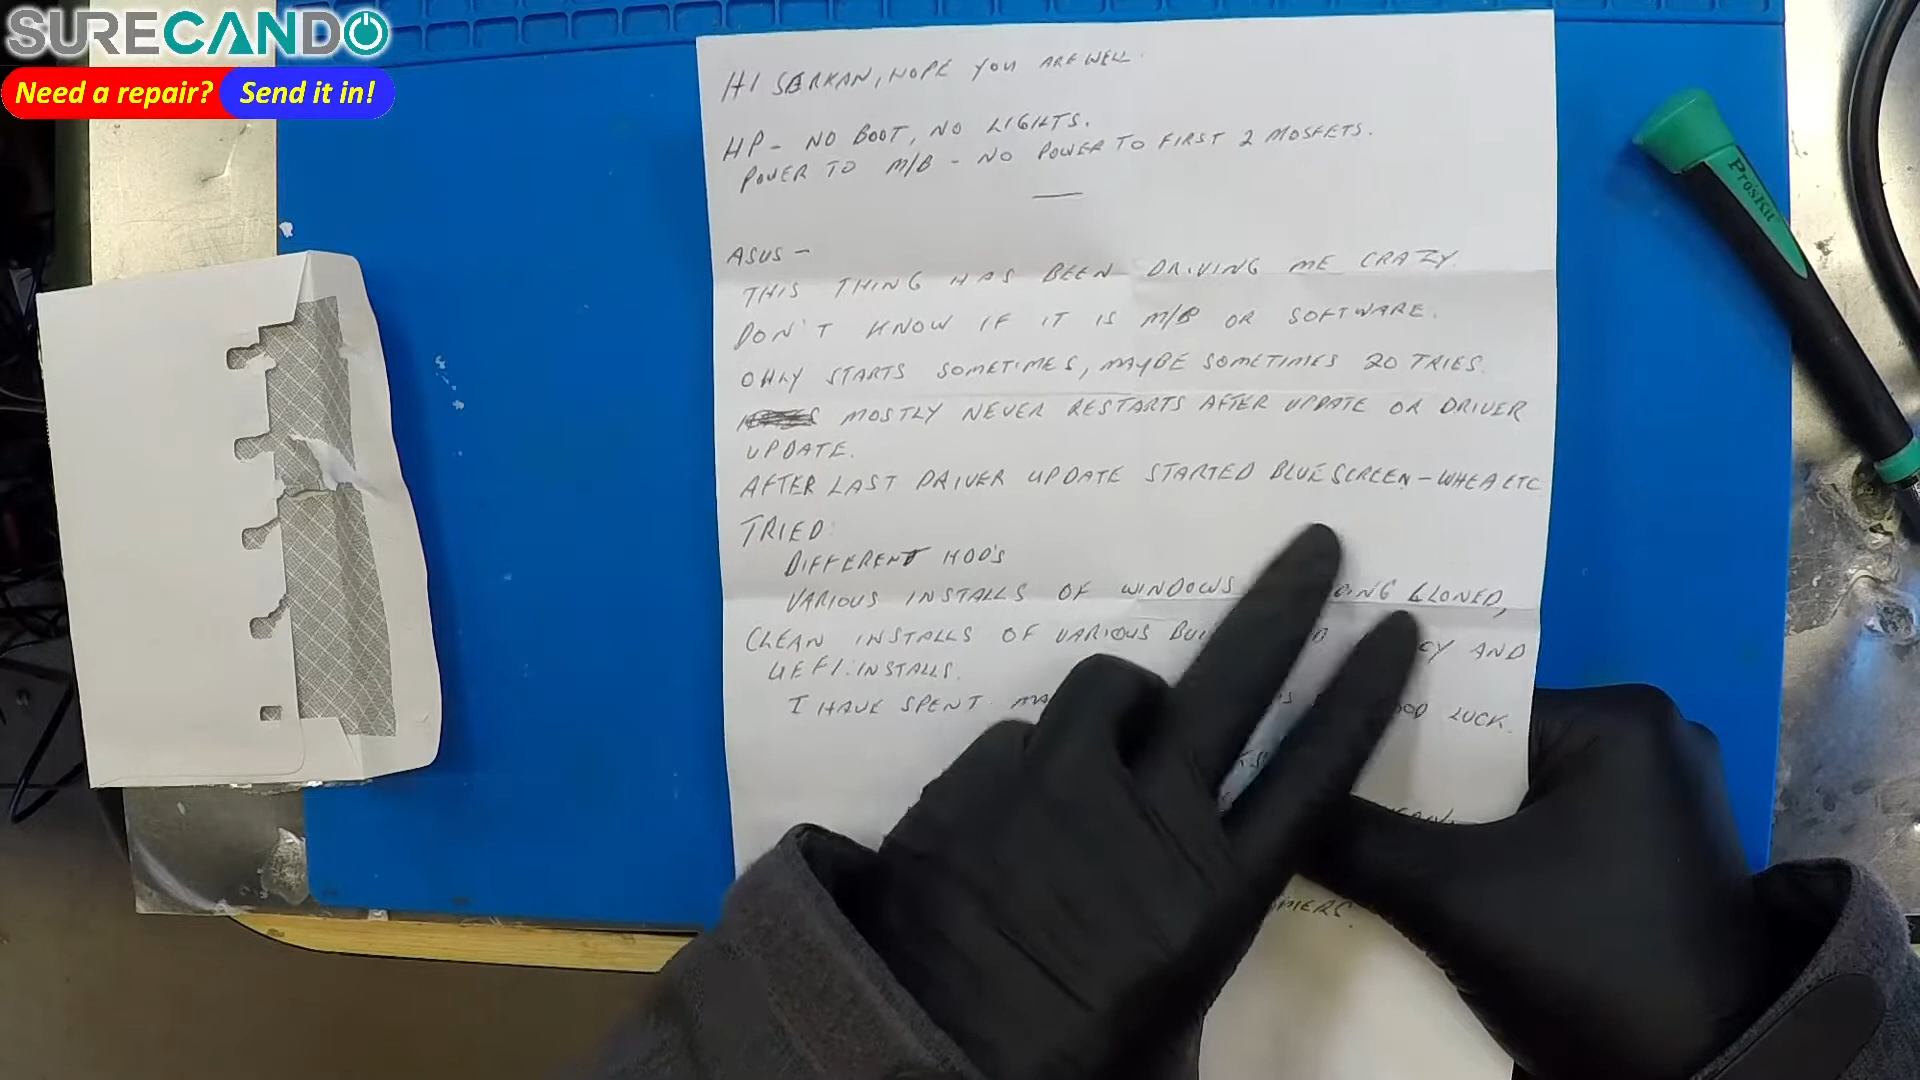 SURECANDO
Need a repair? Send it in!
HI SERKAN, HOPE YOU ARE WELL.
HP - NO BOOT, NO LIGHTS.
POWER TO M/B - NO POWER TO FIRST 2 MOSFETS.
ASUS -
THIS THING HAS BEEN DRIVING ME CRAZY.
DON'T KNOW IF IT IS M/B OR SOFTWARE.
ONLY STARTS SOMETIMES, MAYBE SOMETIMES 20 TRIES.
MOSTLY NEVER RESTARTS AFTER UPDATE OR DRIVER
UPDATE.
AFTER LAST DRIVER UPDATE STARTED BLUE SCREEN - WHEA ETC
TRIED:
DIFFERENT HDD'S
VARIOUS INSTALLS OF WINDOWS CLONED,
CLEAN INSTALLS OF VARIOUS AND
UEFI. INSTALLS.
I HAVE SPENT LUCK.
Pro'sKit